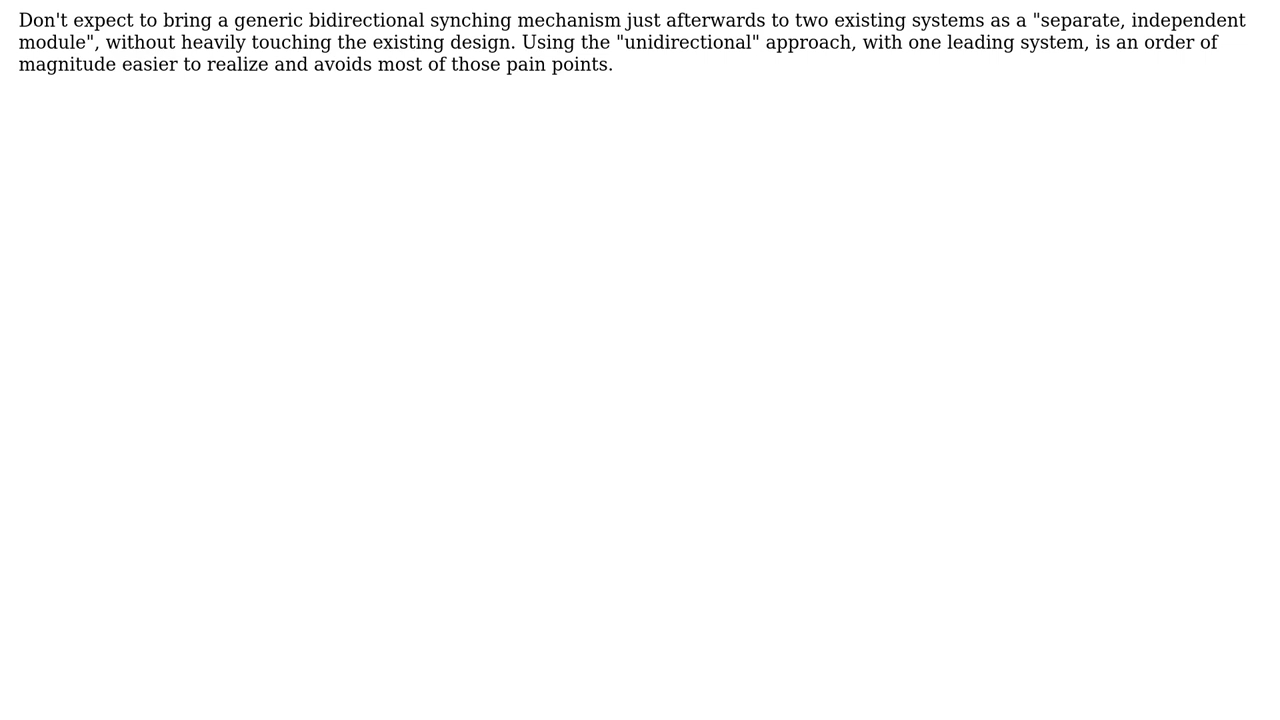 Don't expect to bring a generic bidirectional synching mechanism just afterwards to two existing systems as a "separate, independent
module", without heavily touching the existing design. Using the "unidirectional" approach, with one leading system, is an order of
magnitude easier to realize and avoids most of those pain points.